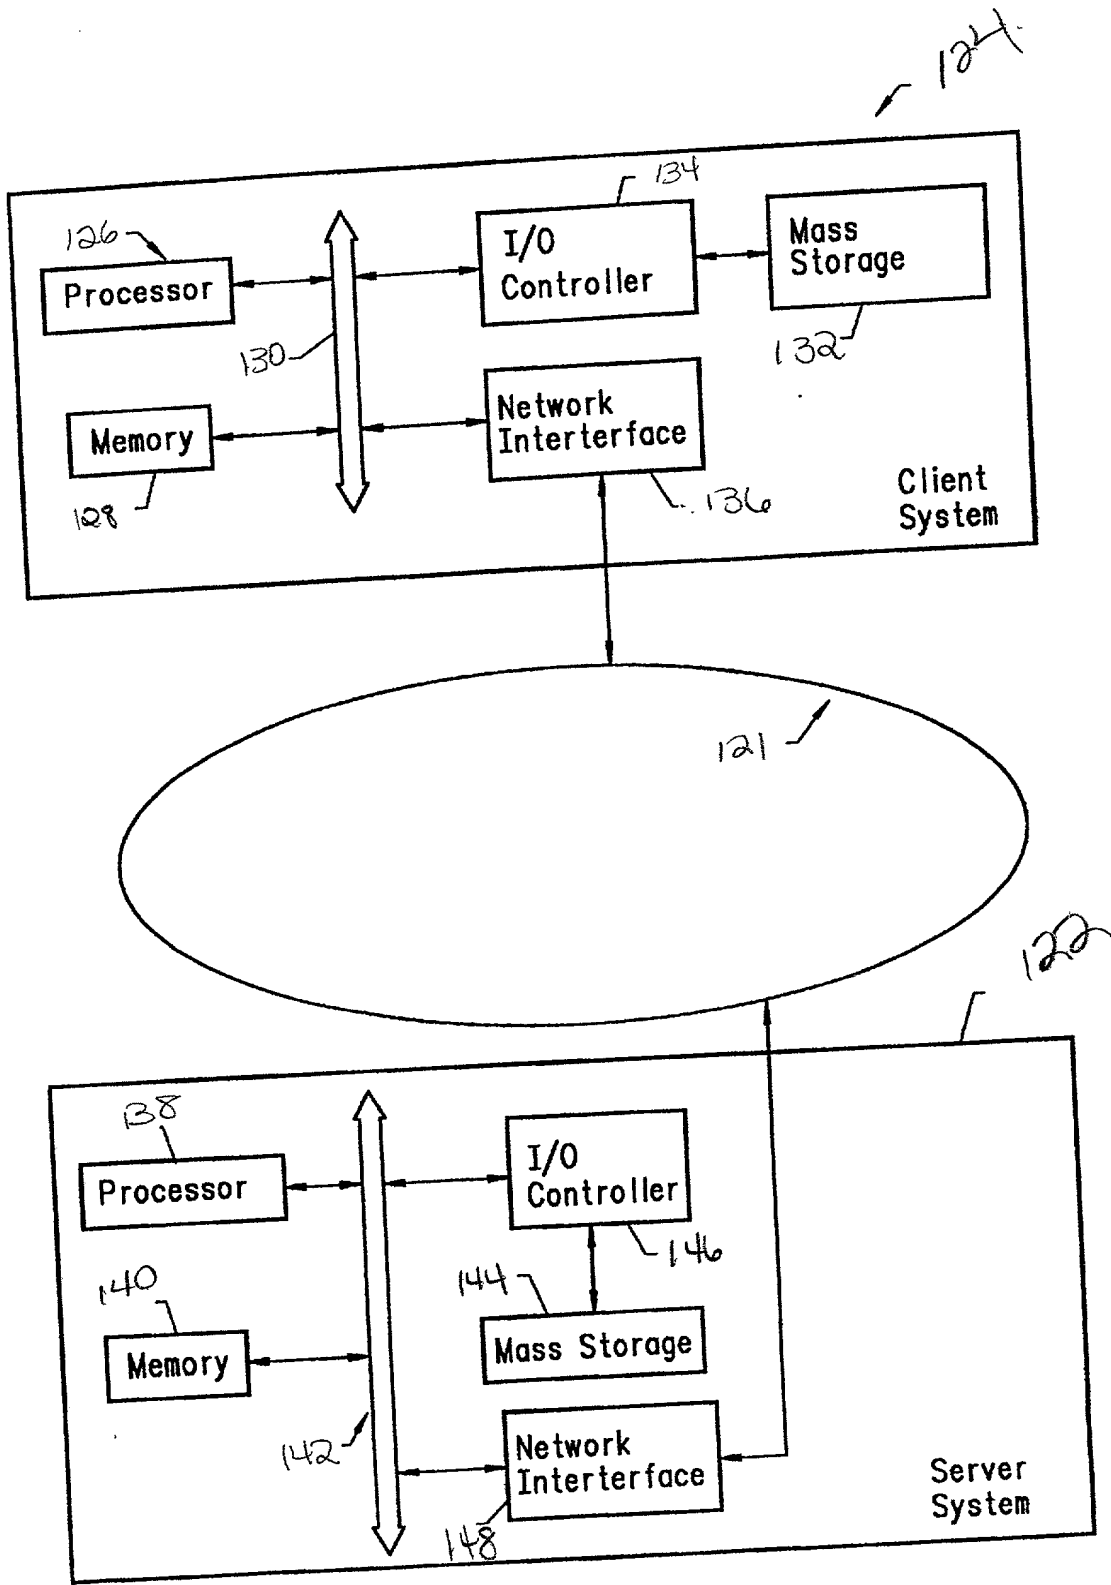 124
134
126
I/O
Controller
Mass
Storage
Processor
130
132
Network
Interterface
Memory
128
136
Client
System
121
122
138
I/O
Controller
Processor
146
140
144
Mass Storage
Memory
142
Network
Interterface
148
Server
System